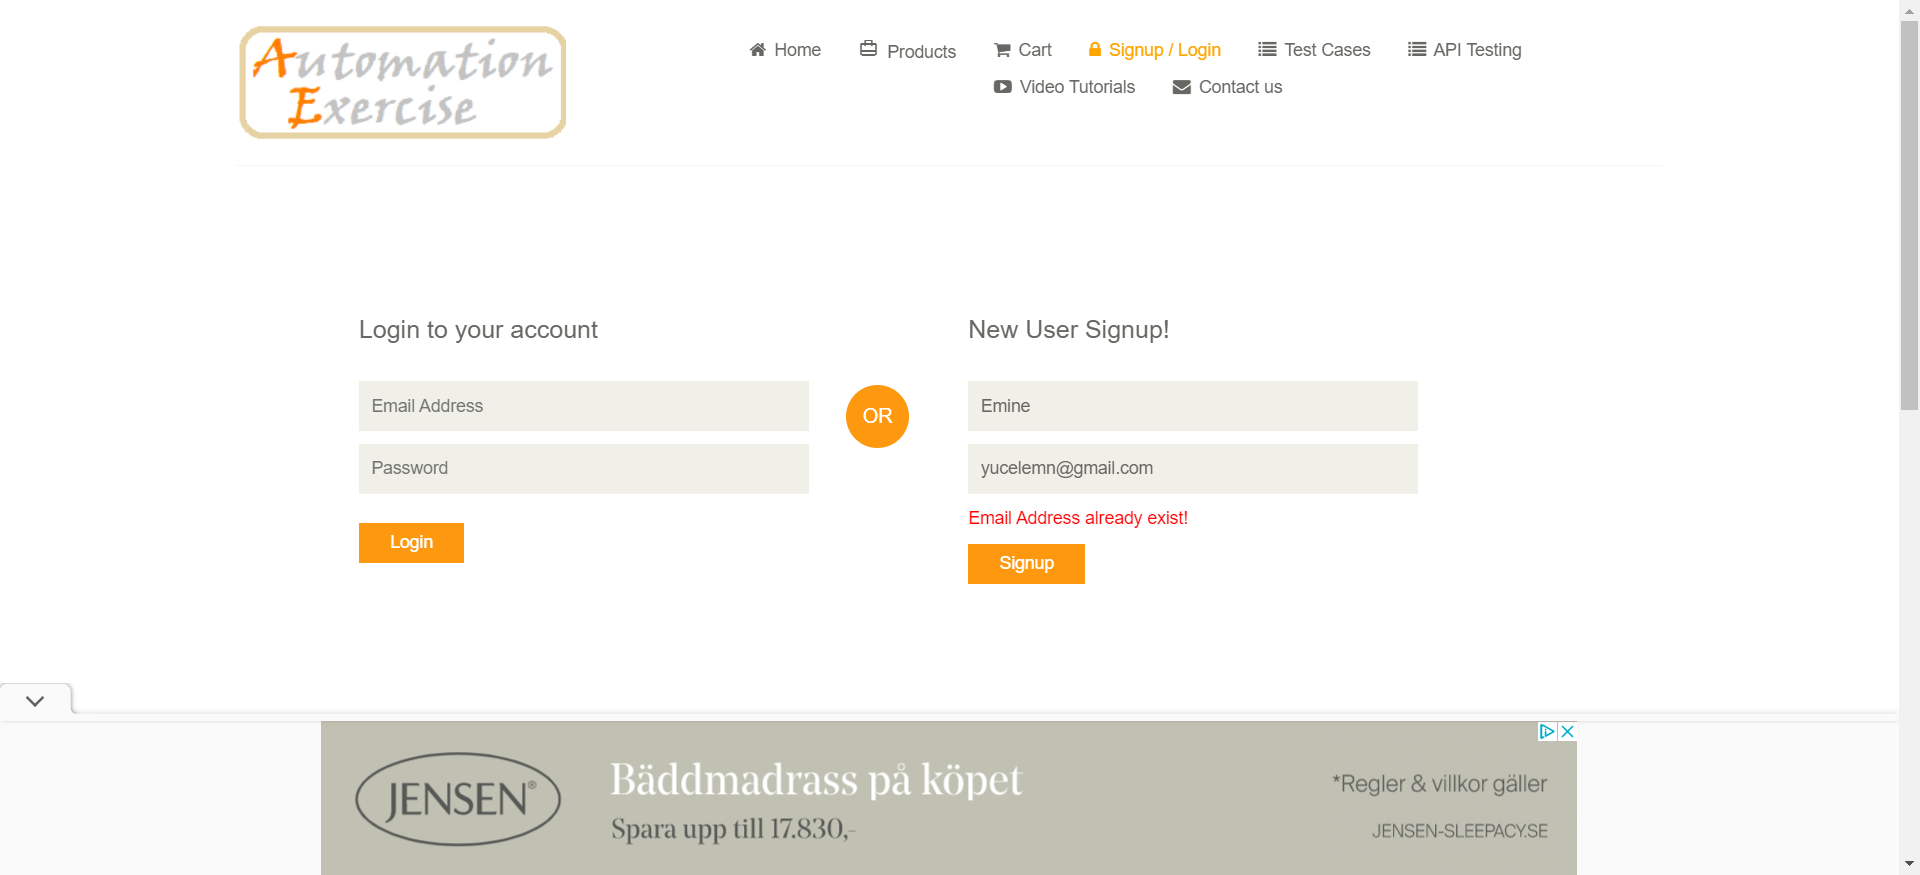 Automation
Exercise
Home
Products
Cart
Signup / Login
Test Cases
API Testing
Video Tutorials
Contact us
Login to your account
Email Address
Password
Login
OR
New User Signup!
Emine
yucelemn@gmail.com
Email Address already exist!
Signup
JENSEN®
Bäddmadrass på köpet
Spara upp till 17.830,-
*Regler & villkor gäller
JENSEN-SLEEPACY.SE